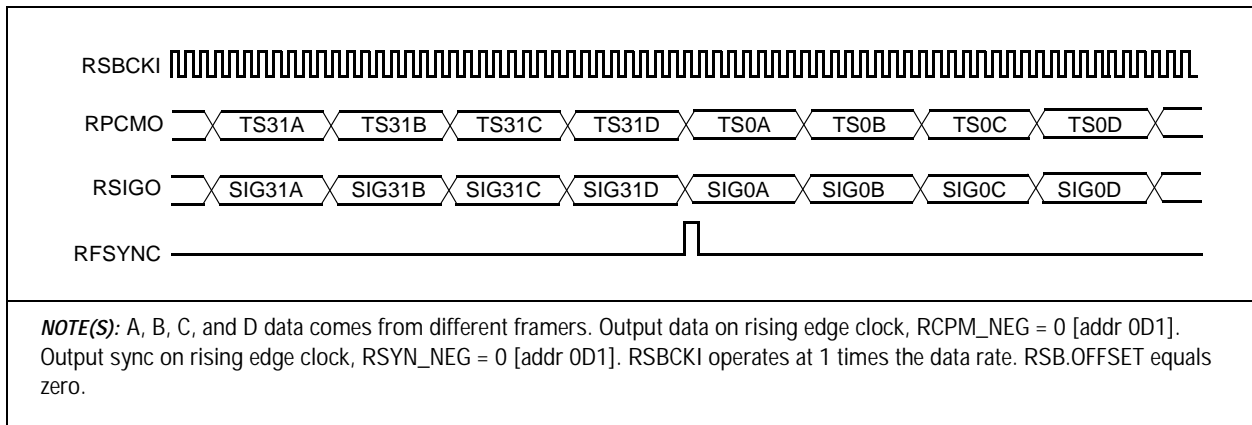 RSBCKI
RPCMO TS31A TS31B TS31C TS31D TS0A TS0B TS0C TS0D
RSIGO SIG31A SIG31B SIG31C SIG31D SIG0A SIG0B SIG0C SIG0D
RFSYNC
NOTE(S): A, B, C, and D data comes from different framers. Output data on rising edge clock, RCPM_NEG = 0 [addr 0D1].
Output sync on rising edge clock, RSYN_NEG = 0 [addr 0D1]. RSBCKI operates at 1 times the data rate. RSB.OFFSET equals
zero.